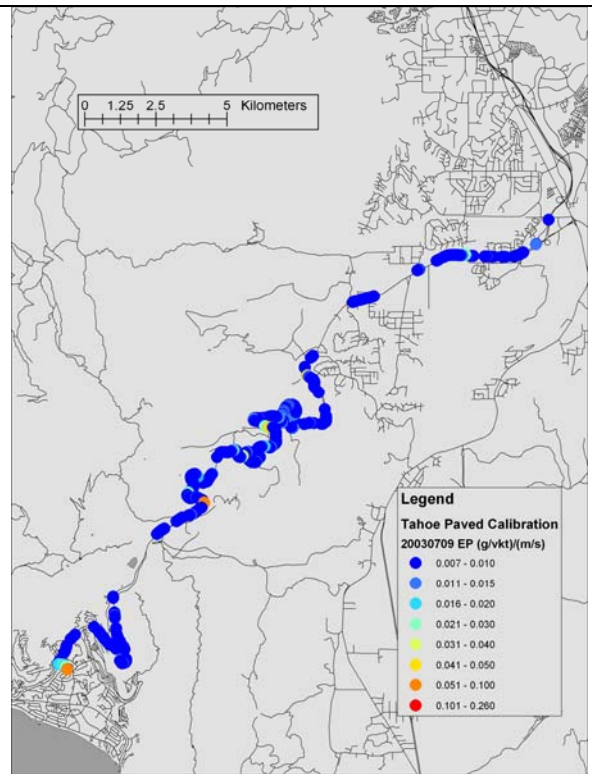 0 1.25 2.5 5 Kilometers
Legend
Tahoe Paved Calibration
20030709 EP (g/vkt)/(m/s)
0.007 - 0.010
0.011 - 0.015
0.016 - 0.020
0.021 - 0.030
0.031 - 0.040
0.041 - 0.050
0.051 - 0.100
0.101 - 0.260